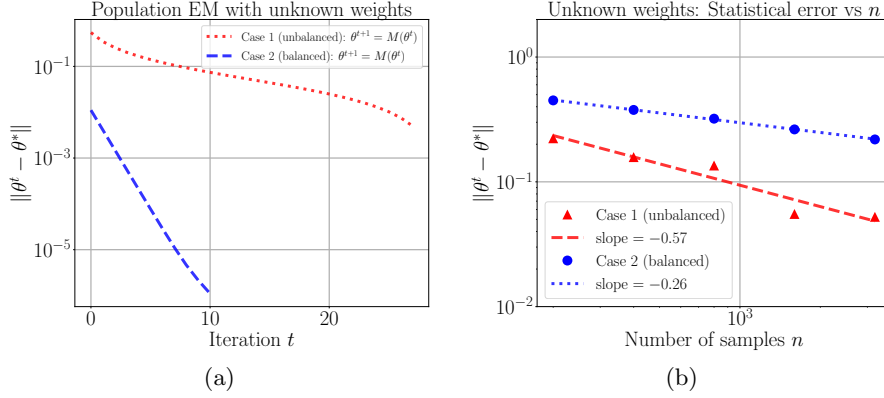 Population EM with unknown weights
Case 1 (unbalanced): θ^{t+1} = M(θ^t)
Case 2 (balanced): θ^{t+1} = M(θ^t)
10^{−1}
10^{−3}
10^{−5}
||θ^t − θ^*||
0 10 20
Iteration t
(a)
Unknown weights: Statistical error vs n
10^0
10^{−1}
10^{−2}
||θ^t − θ^*||
Case 1 (unbalanced)
slope = −0.57
Case 2 (balanced)
slope = −0.26
10^3
Number of samples n
(b)